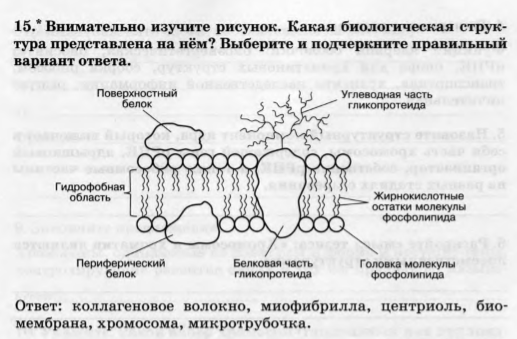 15.* Внимательно изучите рисунок. Какая биологическая струк-
тура представлена на нём? Выберите и подчеркните правильный
вариант ответа.
Поверхностный
белок
Углеводная часть
гликопротеида
Гидрофобная
область
Жирнокислотные
остатки молекулы
фосфолипида
Периферический
белок
Белковая часть
гликопротеида
Головка молекулы
фосфолипида
Ответ: коллагеновое волокно, миофибрилла, центриоль, био-
мембрана, хромосома, микротрубочка.